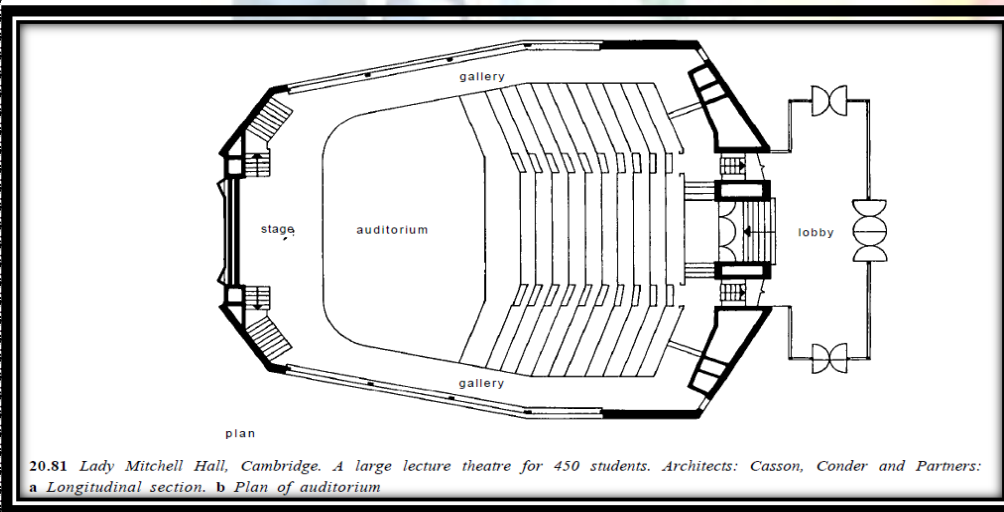 gallery
stage
auditorium
lobby
gallery
plan
20.81 Lady Mitchell Hall, Cambridge. A large lecture theatre for 450 students. Architects: Casson, Conder and Partners:
a Longitudinal section. b Plan of auditorium